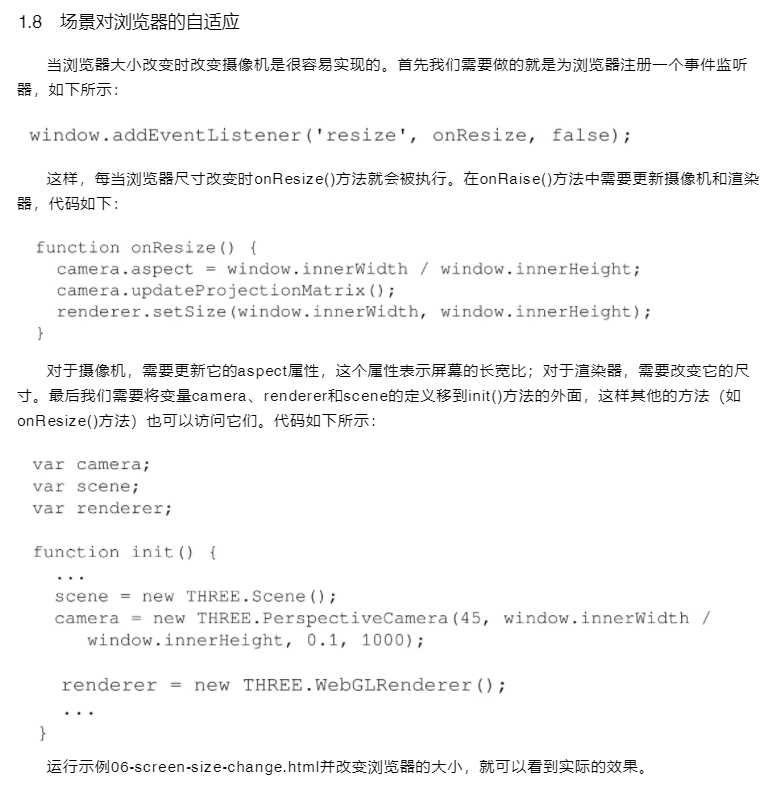 1.8 场景对浏览器的自适应
当浏览器大小改变时改变摄像机是很容易实现的。首先我们需要做的就是为浏览器注册一个事件监听
器，如下所示：
window.addEventListener('resize', onResize, false);
这样，每当浏览器尺寸改变时onResize()方法就会被执行。在onRaise()方法中需要更新摄像机和渲染
器，代码如下：
function onResize() {
camera.aspect = window.innerWidth / window.innerHeight;
camera.updateProjectionMatrix();
renderer.setSize(window.innerWidth, window.innerHeight);
}
对于摄像机，需要更新它的aspect属性，这个属性表示屏幕的长宽比；对于渲染器，需要改变它的尺
寸。最后我们需要将变量camera、renderer和scene的定义移到init()方法的外面，这样其他的方法（如
onResize()方法）也可以访问它们。代码如下所示：
var camera;
var scene;
var renderer;
function init() {
...
scene = new THREE.Scene();
camera = new THREE.PerspectiveCamera(45, window.innerWidth /
window.innerHeight, 0.1, 1000);
renderer = new THREE.WebGLRenderer();
...
}
运行示例06-screen-size-change.html并改变浏览器的大小，就可以看到实际的效果。